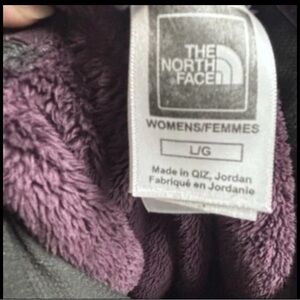 THE
NORTH
FACE
WOMENS/FEMMES
L/G
Made in QIZ, Jordan
Fabriqué en Jordanie